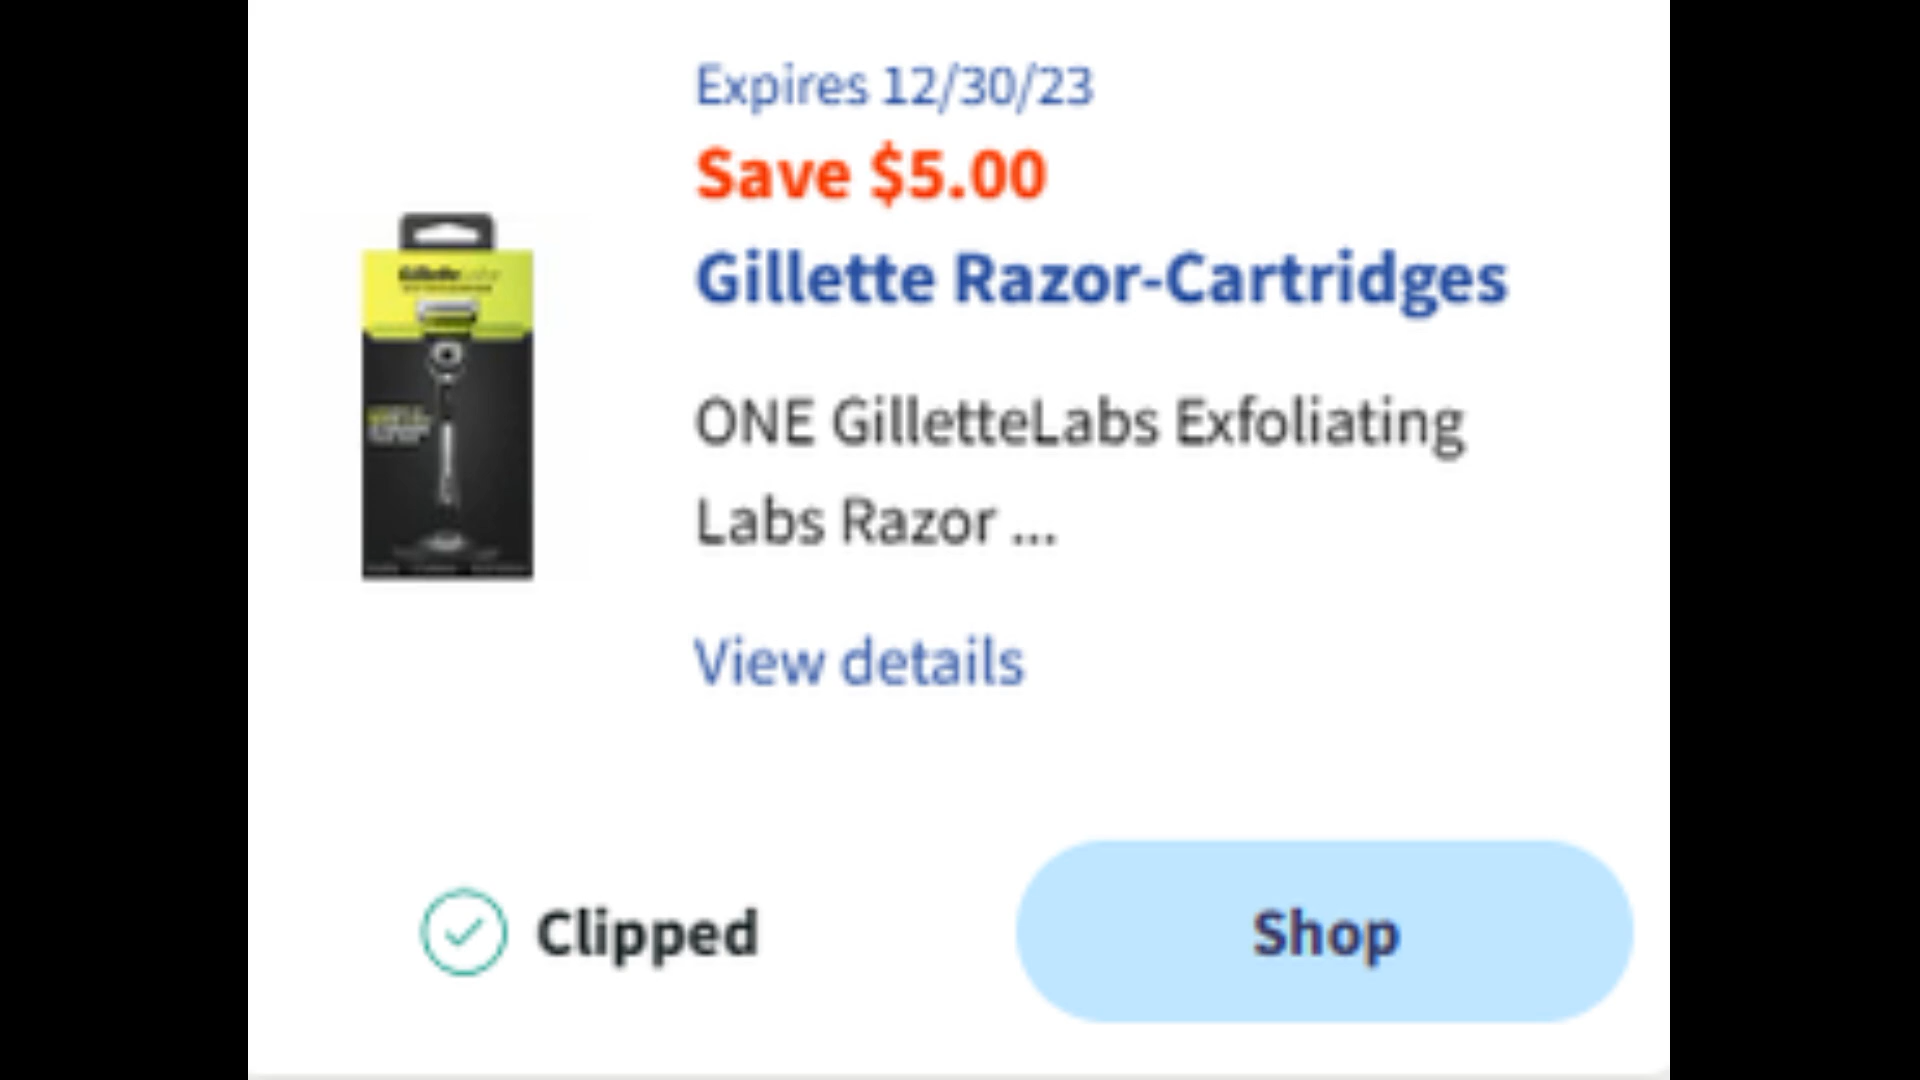 Expires 12/30/23
Save $5.00
Gillette Razor-Cartridges
ONE GilletteLabs Exfoliating
Labs Razor ...
View details
Gillette
Clipped
Shop